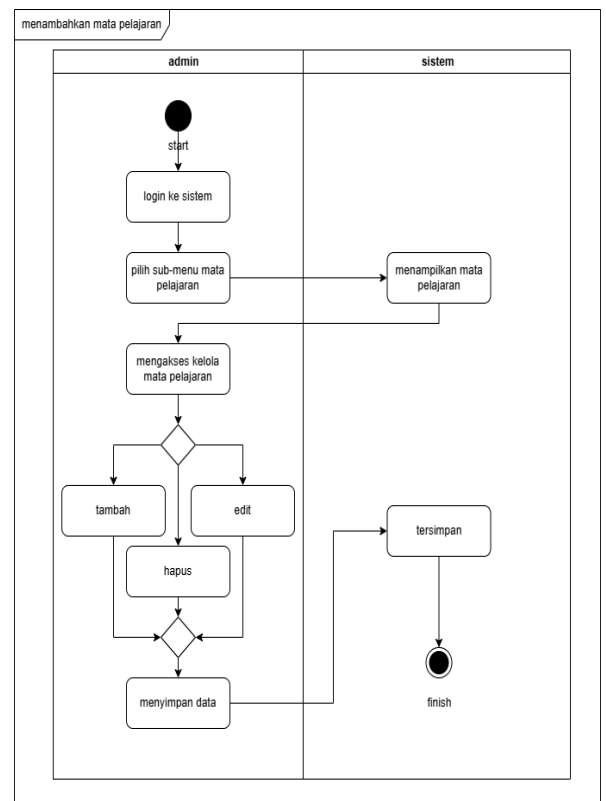 menambahkan mata pelajaran
admin
sistem
start
login ke sistem
pilih sub-menu mata
pelajaran
menampilkan mata
pelajaran
mengakses kelola
mata pelajaran
tambah
edit
hapus
tersimpan
menyimpan data
finish